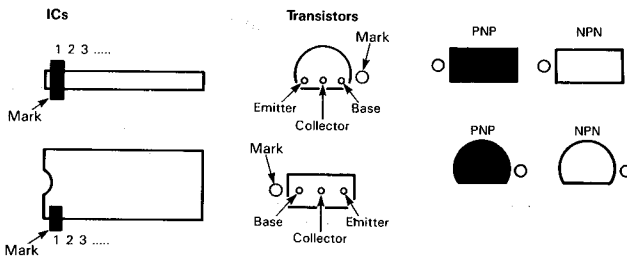 ICs
1 2 3 .....
Mark
Mark
1 2 3 .....
Transistors
Mark
Emitter
Base
Collector
Mark
Base
Emitter
Collector
PNP
NPN
PNP
NPN